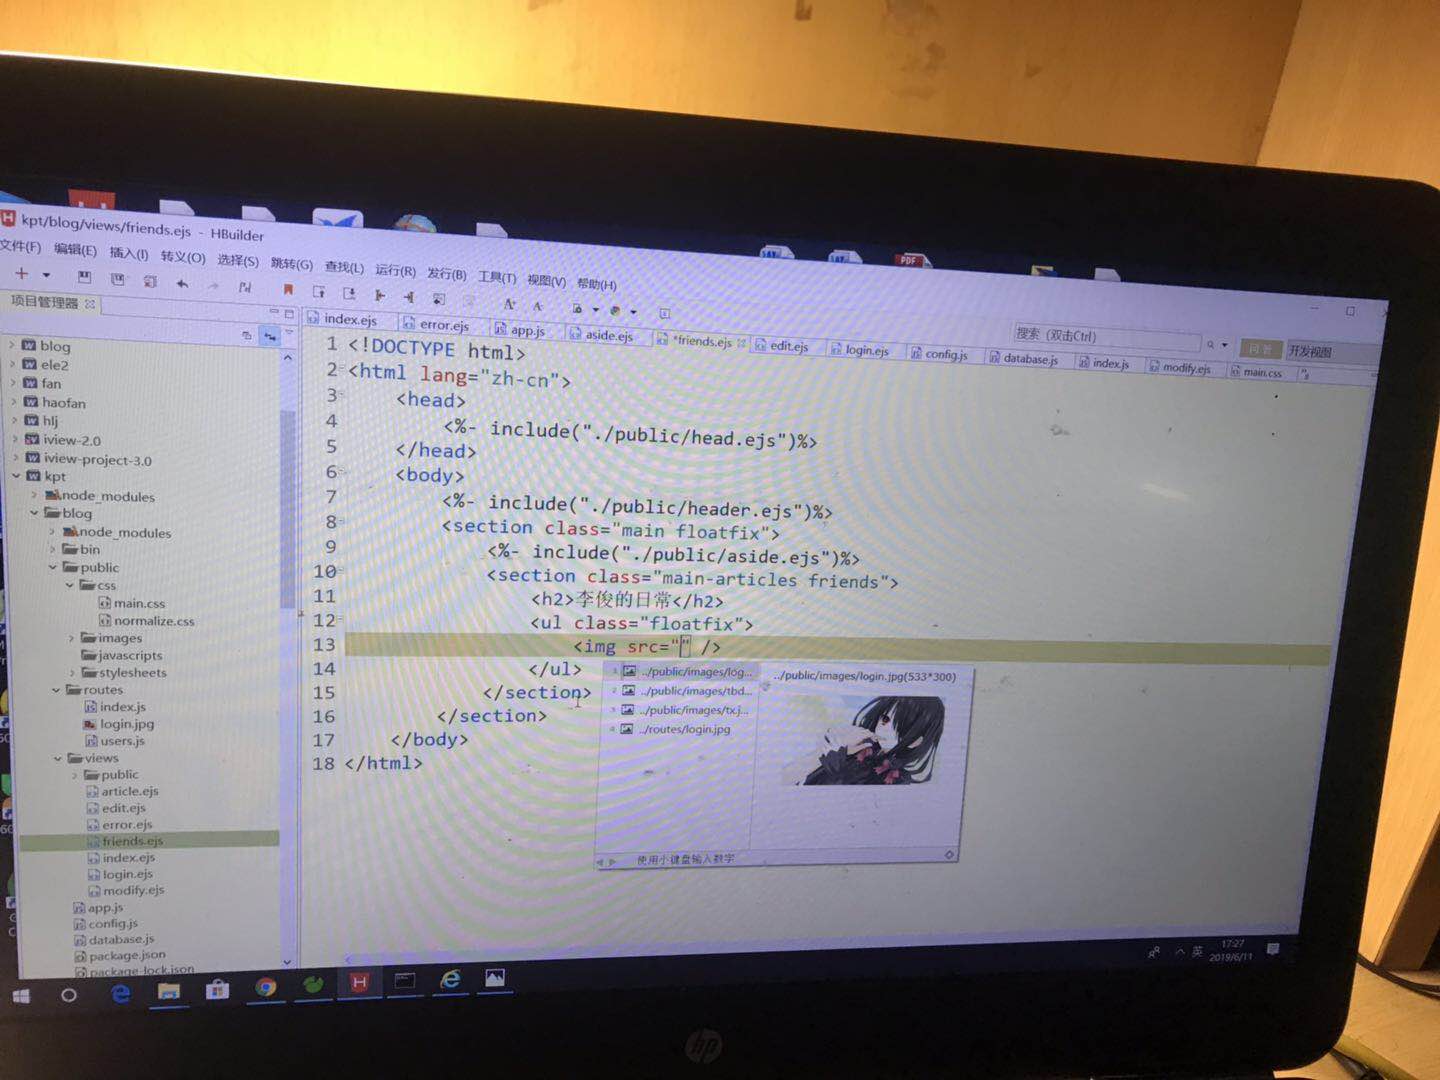 kpt/blog/views/friends.ejs - HBuilder
文件(F) 编辑(E) 插入(I) 转义(O) 选择(S) 跳转(G) 查找(L) 运行(R) 发行(B) 工具(T) 视图(V) 帮助(H)
搜索 (双击Ctrl)
开发视图
项目管理器
index.ejs error.ejs app.js aside.ejs *friends.ejs edit.ejs login.ejs config.js database.js index.js modify.ejs main.css
blog
ele2
fan
haofan
hlj
iview-2.0
iview-project-3.0
kpt
node_modules
blog
node_modules
bin
public
css
main.css
normalize.css
images
javascripts
stylesheets
routes
index.js
login.jpg
users.js
views
public
article.ejs
edit.ejs
error.ejs
friends.ejs
index.ejs
login.ejs
modify.ejs
app.js
config.js
database.js
package.json
package-lock.json
1 <!DOCTYPE html>
2 <html lang="zh-cn">
3 <head>
4 <%- include("./public/head.ejs")%>
5 </head>
6 <body>
7 <%- include("./public/header.ejs")%>
8 <section class="main floatfix">
9 <%- include("./public/aside.ejs")%>
10 <section class="main-articles friends">
11 <h2>李俊的日常</h2>
12 <ul class="floatfix">
13 <img src="" />
14 </ul>
15 </section>
16 </section>
17 </body>
18 </html>
1 ../public/images/log...
2 ../public/images/tbd...
3 ../public/images/tx.j...
4 ../routes/login.jpg
../public/images/login.jpg(533*300)
使用小键盘输入数字
PDF
英
17:27
2019/6/11
hp